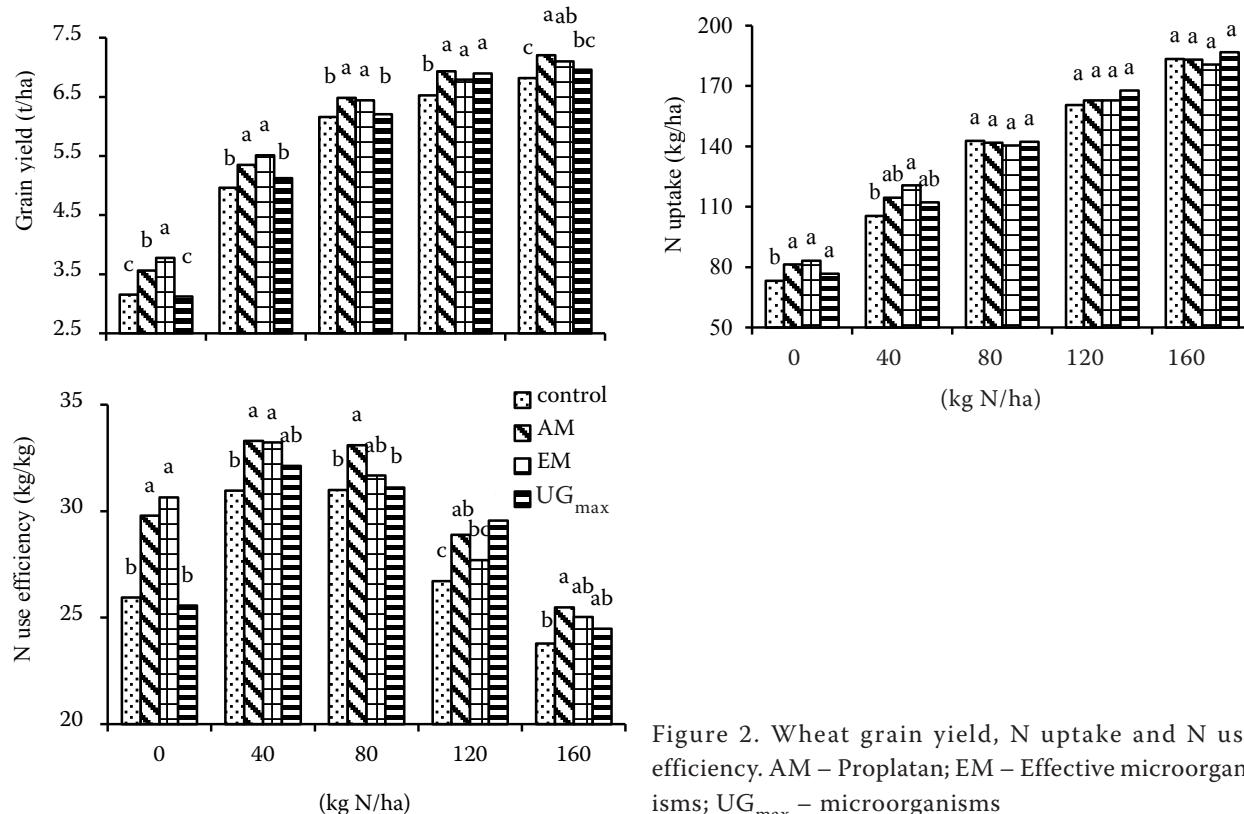 Grain yield (t/ha)
7.5
6.5
5.5
4.5
3.5
2.5
c b a c
b a a b
b a a b
b a a a
c a ab bc
N uptake (kg/ha)
200
170
140
110
80
50
b a a a
b ab a ab
a a a a
a a a a
a a a a
0 40 80 120 160
(kg N/ha)
N use efficiency (kg/kg)
35
30
25
20
b a a b
b a a ab
b a ab b
c ab bc
b a ab ab
control
AM
EM
UGmax
0 40 80 120 160
(kg N/ha)
Figure 2. Wheat grain yield, N uptake and N us
efficiency. AM – Proplatan; EM – Effective microorgan
isms; UGmax – microorganisms